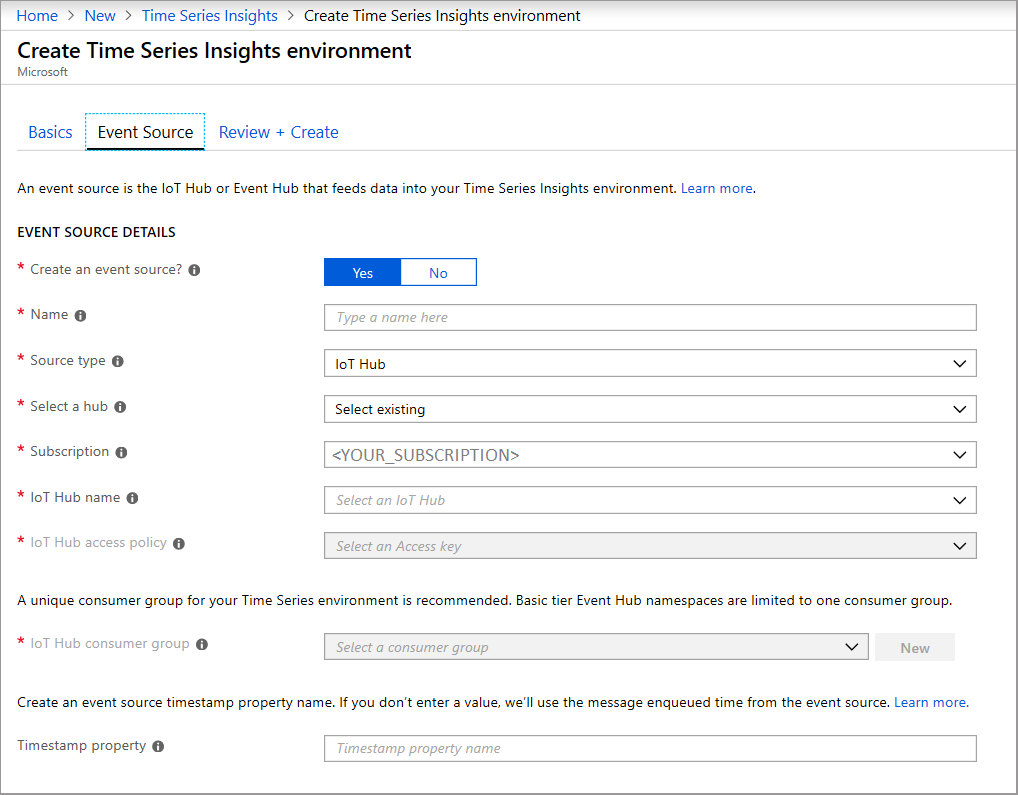 Home > New > Time Series Insights > Create Time Series Insights environment
Create Time Series Insights environment
Microsoft
Basics Event Source Review + Create
An event source is the IoT Hub or Event Hub that feeds data into your Time Series Insights environment. Learn more.
EVENT SOURCE DETAILS
* Create an event source? Yes No
* Name Type a name here
* Source type IoT Hub
* Select a hub Select existing
* Subscription <YOUR_SUBSCRIPTION>
* IoT Hub name Select an IoT Hub
* IoT Hub access policy Select an Access key
A unique consumer group for your Time Series environment is recommended. Basic tier Event Hub namespaces are limited to one consumer group.
* IoT Hub consumer group Select a consumer group New
Create an event source timestamp property name. If you don't enter a value, we'll use the message enqueued time from the event source. Learn more.
Timestamp property Timestamp property name